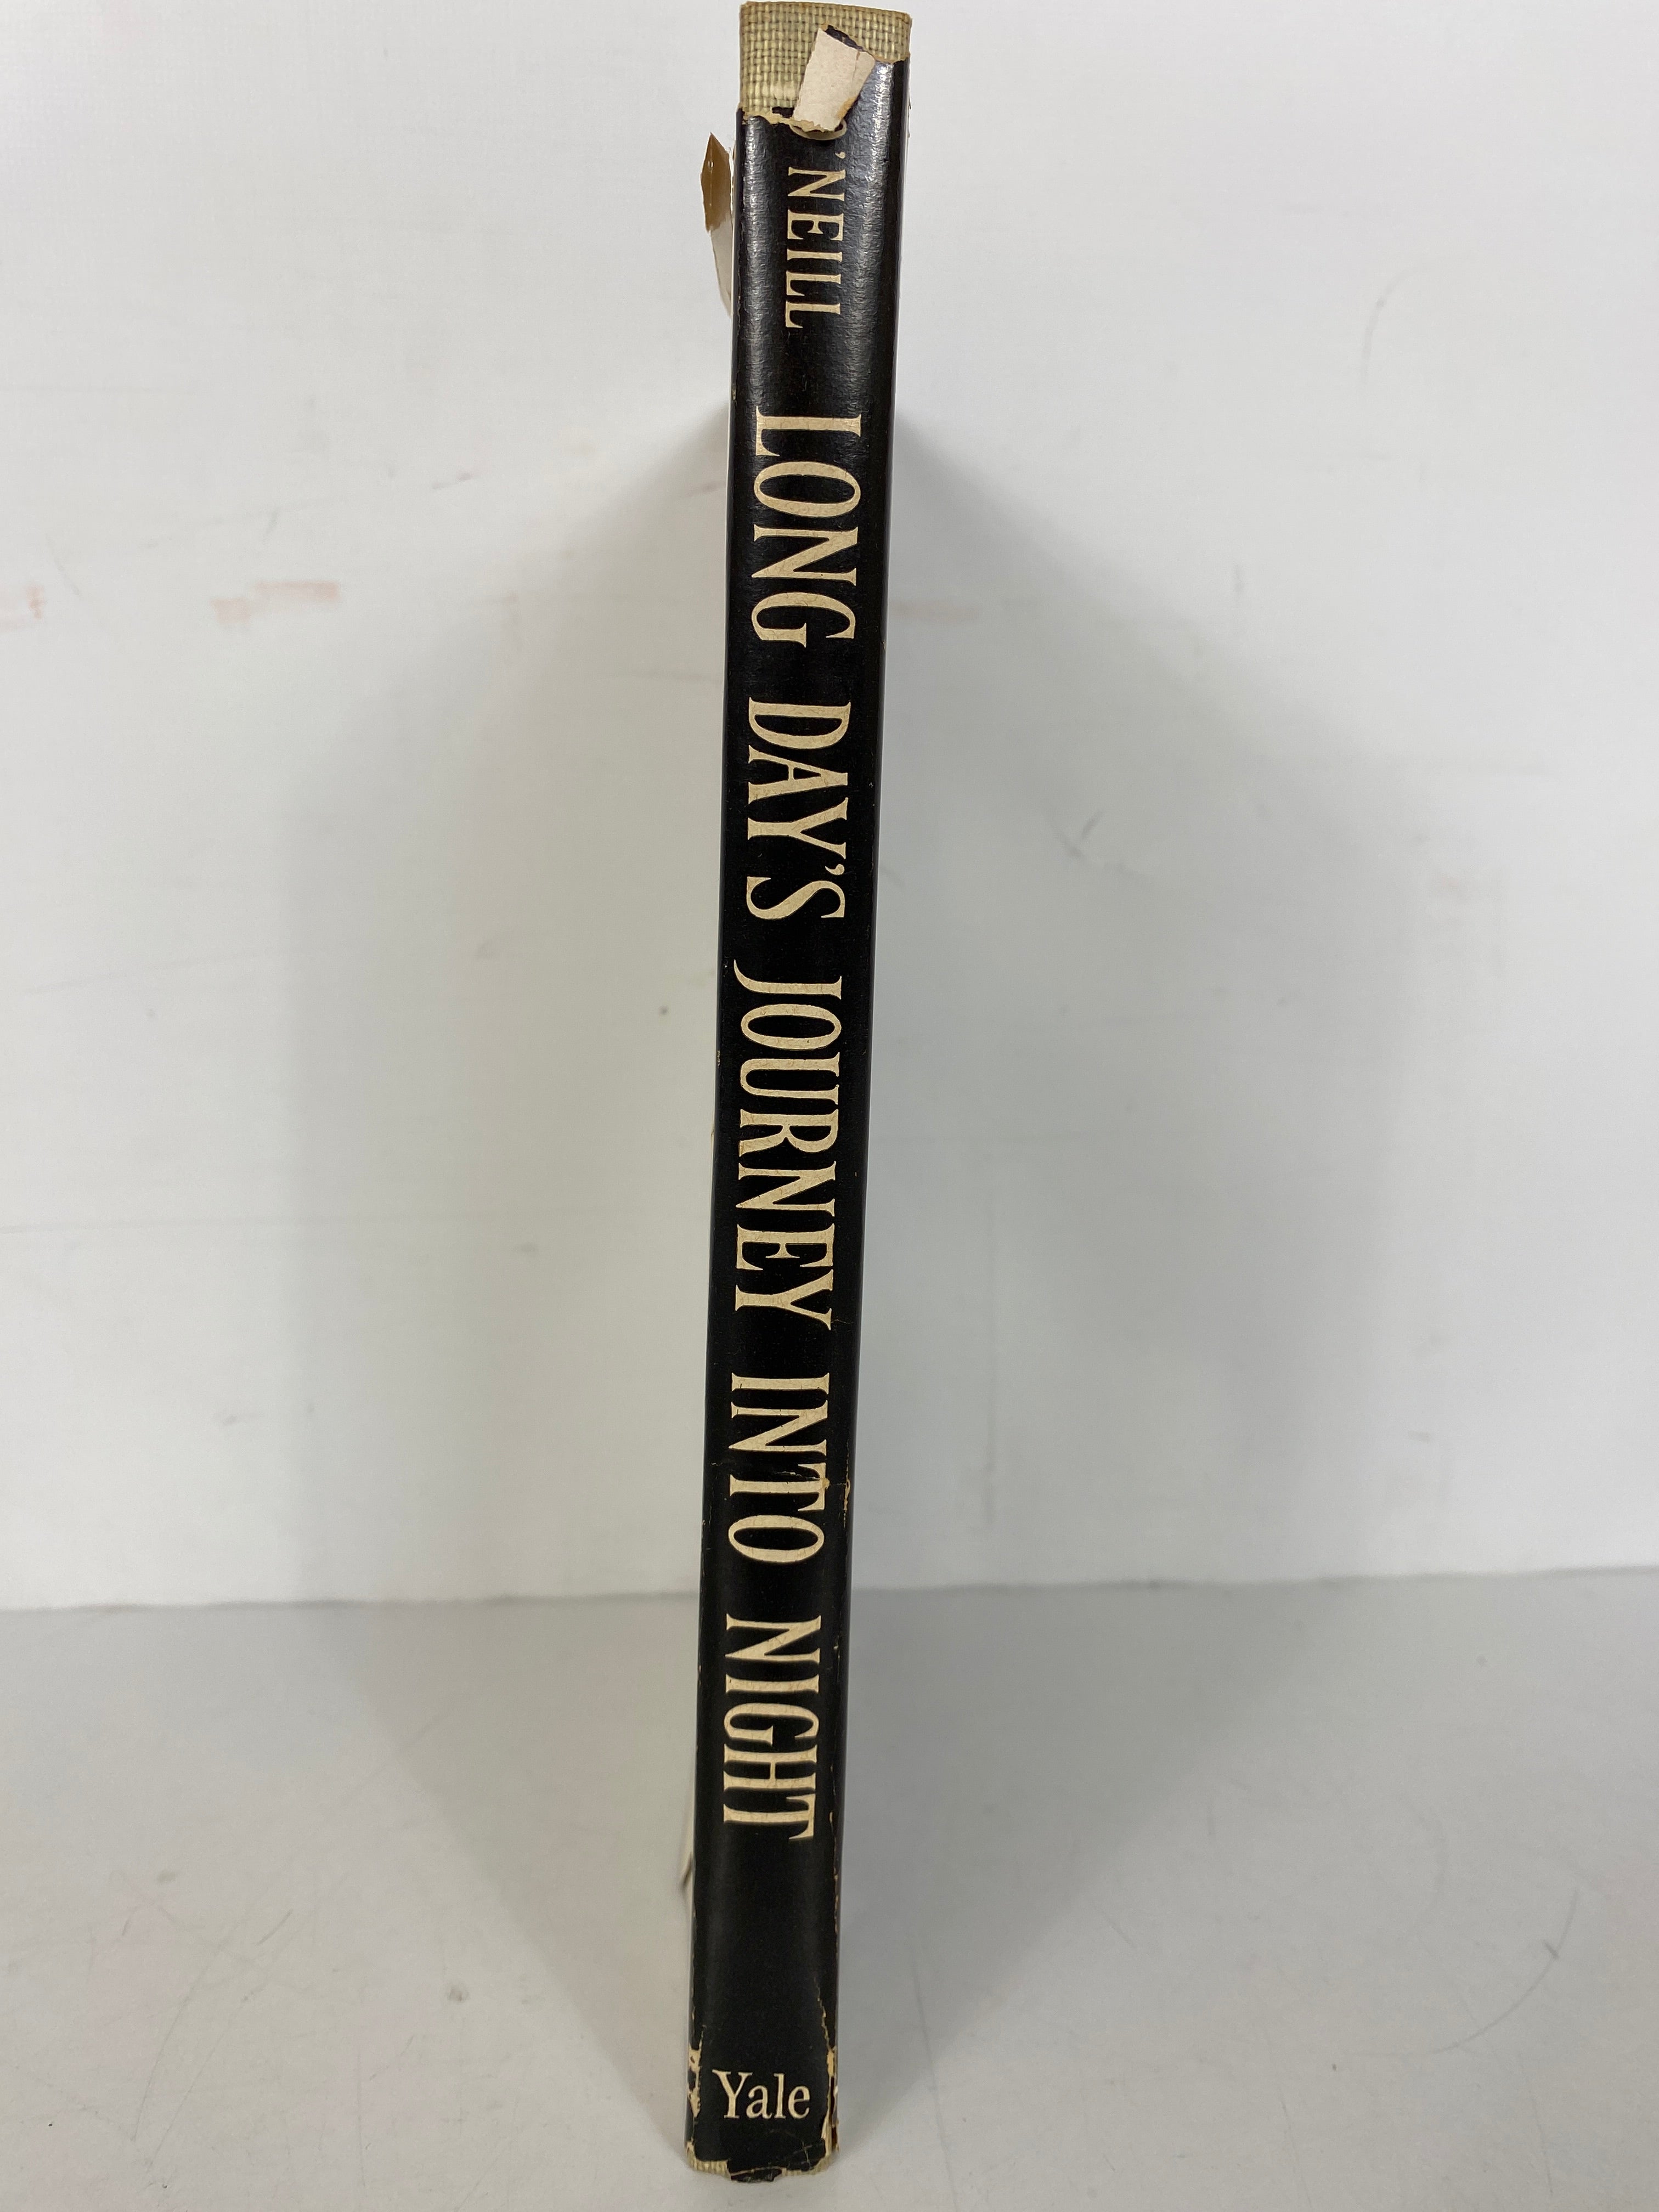 O'NEILL
LONG DAY'S JOURNEY INTO NIGHT
Yale